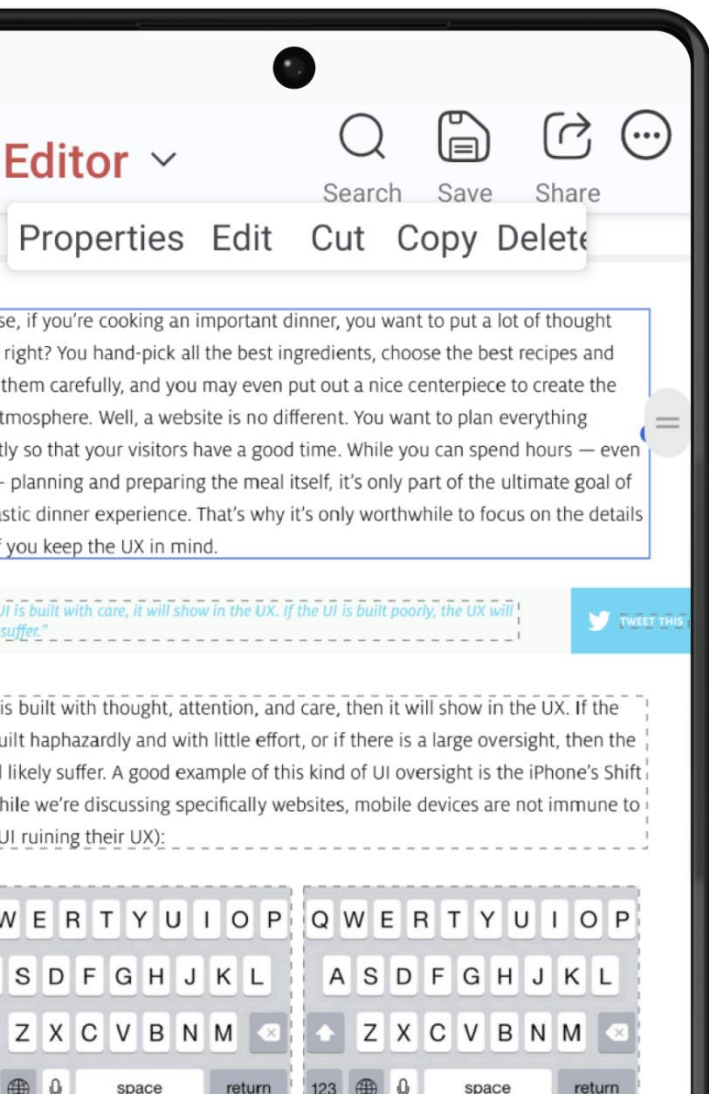 Editor
Search Save Share
Properties Edit Cut Copy Delete
se, if you're cooking an important dinner, you want to put a lot of thought
right? You hand-pick all the best ingredients, choose the best recipes and
them carefully, and you may even put out a nice centerpiece to create the
tmosphere. Well, a website is no different. You want to plan everything
tly so that your visitors have a good time. While you can spend hours — even
- planning and preparing the meal itself, it's only part of the ultimate goal of
astic dinner experience. That's why it's only worthwhile to focus on the details
f you keep the UX in mind.
UI is built with care, it will show in the UX. If the UI is built poorly, the UX will
suffer."
TWEET THIS
is built with thought, attention, and care, then it will show in the UX. If the
uilt haphazardly and with little effort, or if there is a large oversight, then the
l likely suffer. A good example of this kind of UI oversight is the iPhone's Shift
hile we're discussing specifically websites, mobile devices are not immune to
UI ruining their UX):
W E R T Y U I O P Q W E R T Y U I O P
S D F G H J K L A S D F G H J K L
Z X C V B N M Z X C V B N M
space return 123 space return